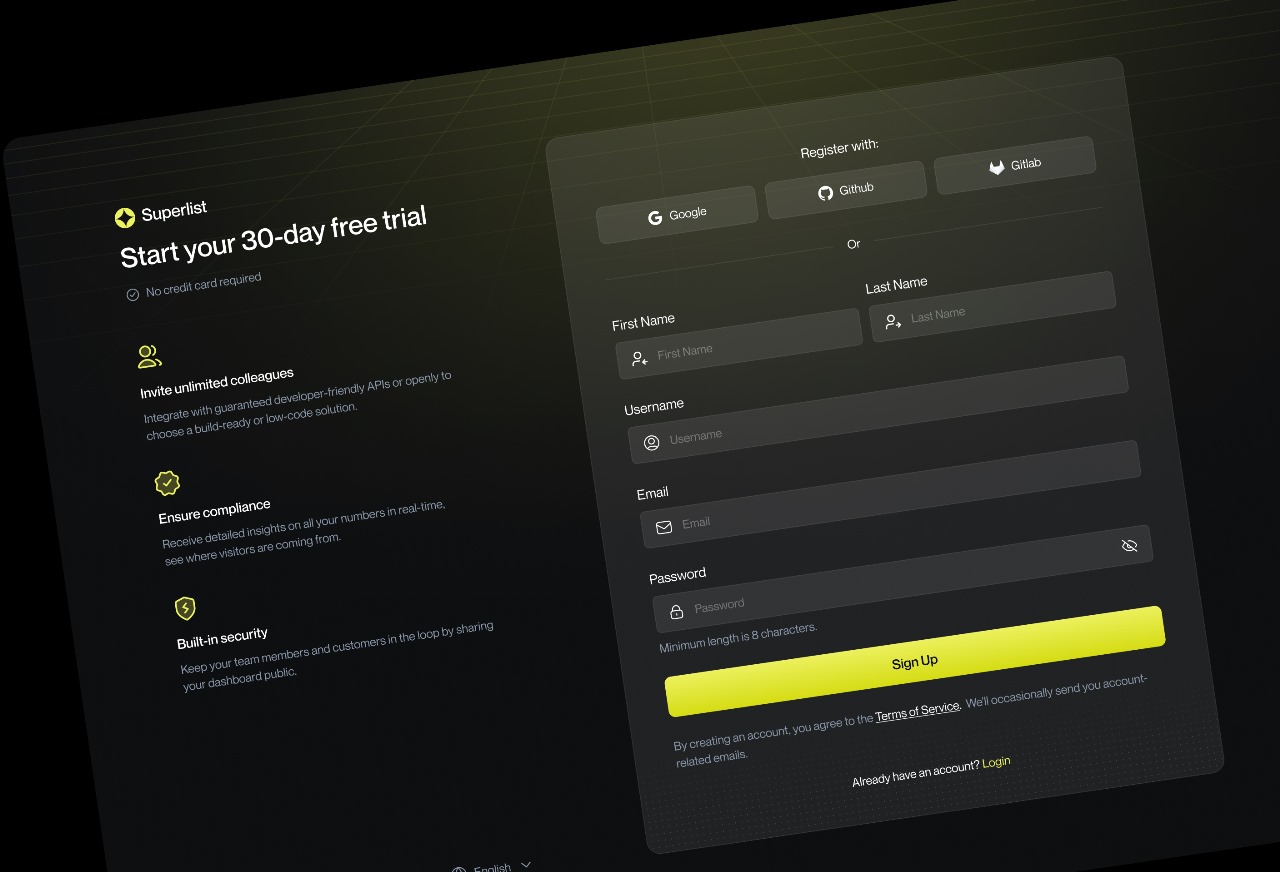 Superlist
Start your 30-day free trial
No credit card required
Invite unlimited colleagues
Integrate with guaranteed developer-friendly APIs or openly to
choose a build-ready or low-code solution.
Ensure compliance
Receive detailed insights on all your numbers in real-time,
see where visitors are coming from.
Built-in security
Keep your team members and customers in the loop by sharing
your dashboard public.
English
Register with:
Google
Github
Gitlab
Or
First Name
Last Name
First Name
Last Name
Username
Username
Email
Email
Password
Password
Minimum length is 8 characters.
Sign Up
By creating an account, you agree to the Terms of Service. We'll occasionally send you account-
related emails.
Already have an account? Login